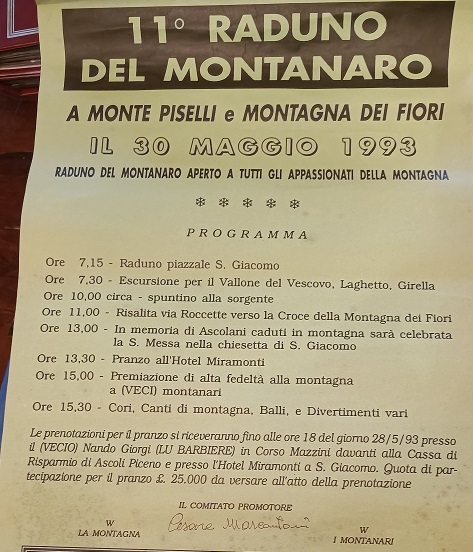 11° RADUNO
DEL MONTANARO
A MONTE PISELLI e MONTAGNA DEI FIORI
IL 30 MAGGIO 1993
RADUNO DEL MONTANARO APERTO A TUTTI GLI APPASSIONATI DELLA MONTAGNA
PROGRAMMA
Ore 7,15 - Raduno piazzale S. Giacomo
Ore 7,30 - Escursione per il Vallone del Vescovo, Laghetto, Girella
Ore 10,00 circa - spuntino alla sorgente
Ore 11,00 - Risalita via Roccette verso la Croce della Montagna dei Fiori
Ore 13,00 - In memoria di Ascolani caduti in montagna sarà celebrata
la S. Messa nella chiesetta di S. Giacomo
Ore 13,30 - Pranzo all'Hotel Miramonti
Ore 15,00 - Premiazione di alta fedeltà alla montagna
a (VECI) montanari
Ore 15,30 - Cori, Canti di montagna, Balli, e Divertimenti vari
Le prenotazioni per il pranzo si riceveranno fino alle ore 18 del giorno 28/5/93 presso
il (VECIO) Nando Giorgi (LU BARBIERE) in Corso Mazzini davanti alla Cassa di
Risparmio di Ascoli Piceno e presso l'Hotel Miramonti a S. Giacomo. Quota di par-
tecipazione per il pranzo £. 25.000 da versare all'atto della prenotazione
IL COMITATO PROMOTORE
Cesare Marcantoni
W
LA MONTAGNA
W
I MONTANARI